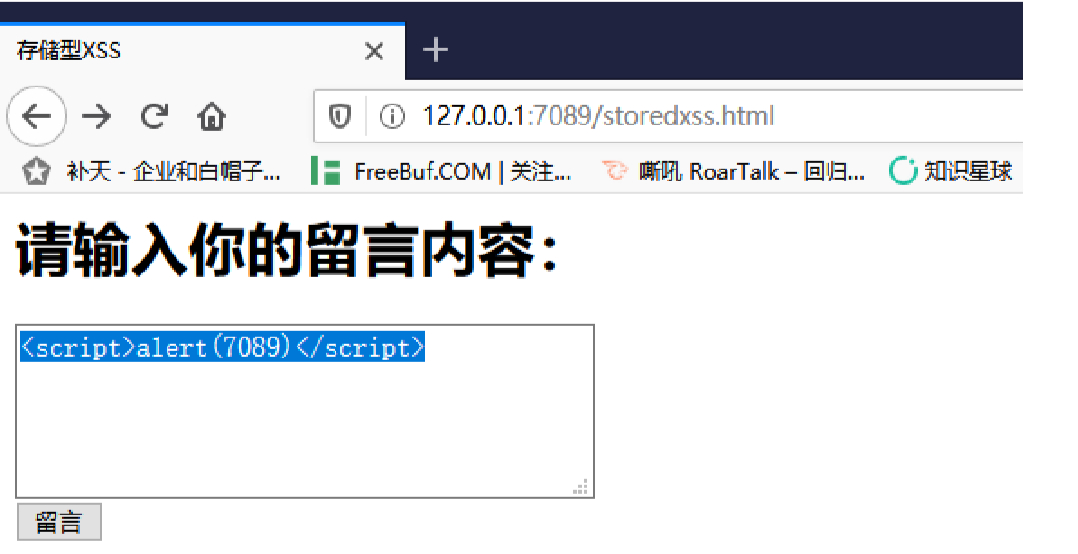 存储型XSS
127.0.0.1:7089/storedxss.html
补天 - 企业和白帽子... FreeBuf.COM | 关注... 嘶吼 RoarTalk – 回归... 知识星球
请输入你的留言内容：
<script>alert(7089)</script>
留言